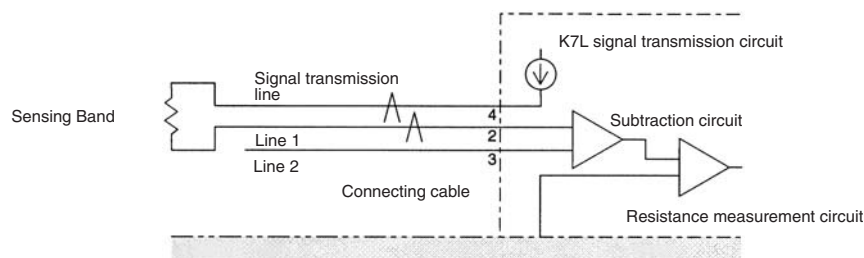 K7L signal transmission circuit
Signal transmission
line
Sensing Band
4
Subtraction circuit
2
Line 1
3
Line 2
Connecting cable
Resistance measurement circuit